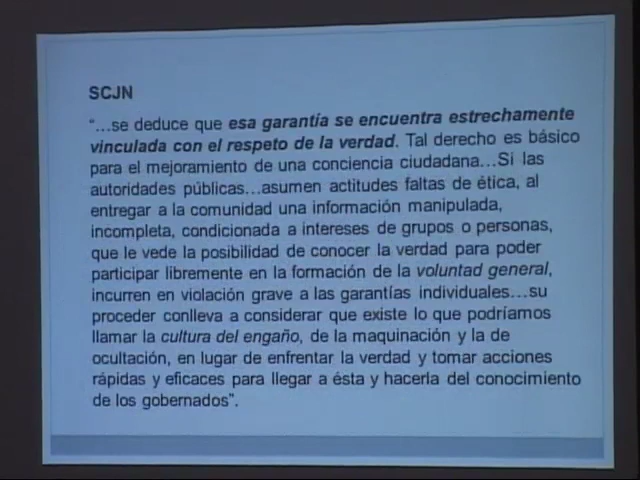 SCJN
“…se deduce que esa garantía se encuentra estrechamente
vinculada con el respeto de la verdad. Tal derecho es básico
para el mejoramiento de una conciencia ciudadana…Si las
autoridades públicas…asumen actitudes faltas de ética, al
entregar a la comunidad una información manipulada,
incompleta, condicionada a intereses de grupos o personas,
que le vede la posibilidad de conocer la verdad para poder
participar libremente en la formación de la voluntad general,
incurren en violación grave a las garantías individuales…su
proceder conlleva a considerar que existe lo que podríamos
llamar la cultura del engaño, de la maquinación y la de
ocultación, en lugar de enfrentar la verdad y tomar acciones
rápidas y eficaces para llegar a ésta y hacerla del conocimiento
de los gobernados”.